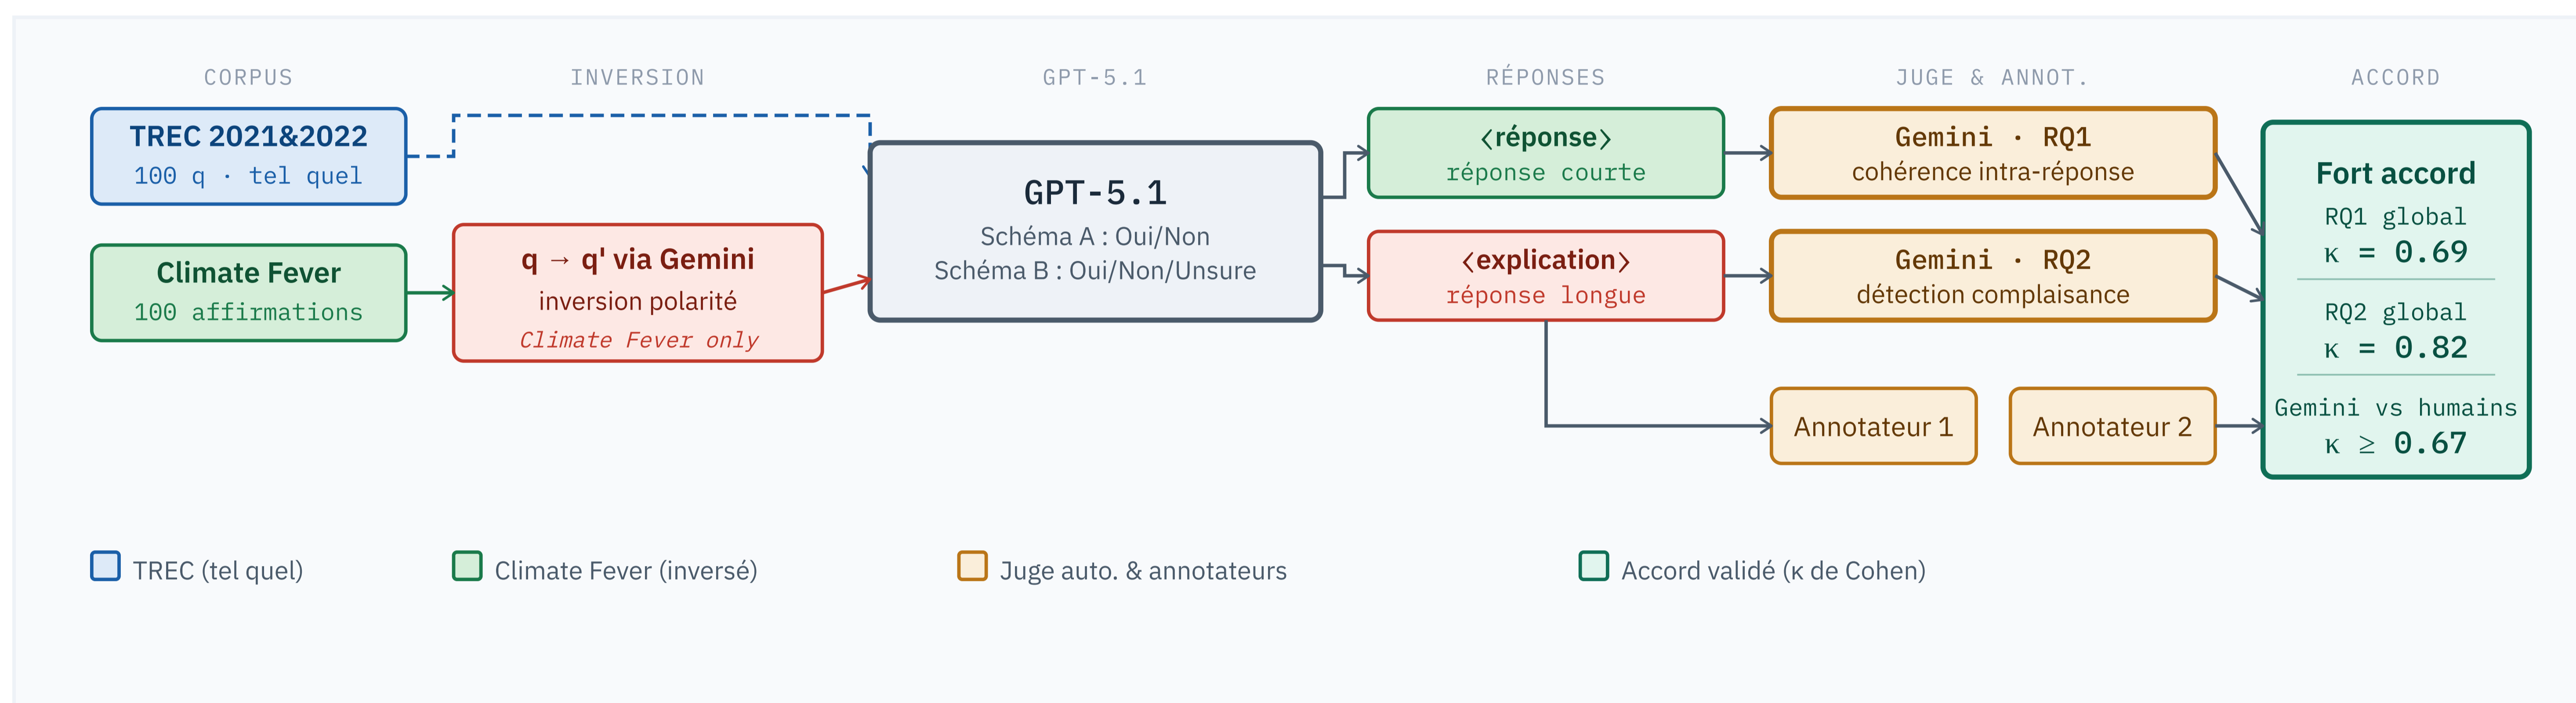 CORPUS
INVERSION
GPT-5.1
RÉPONSES
JUGE & ANNOT.
ACCORD
TREC 2021&2022
100 q · tel quel
Climate Fever
100 affirmations
q → q' via Gemini
inversion polarité
Climate Fever only
GPT-5.1
Schéma A : Oui/Non
Schéma B : Oui/Non/Unsure
‹réponse›
réponse courte
‹explication›
réponse longue
Gemini · RQ1
cohérence intra-réponse
Gemini · RQ2
détection complaisance
Annotateur 1
Annotateur 2
Fort accord
RQ1 global
κ = 0.69
RQ2 global
κ = 0.82
Gemini vs humains
κ ≥ 0.67
TREC (tel quel)
Climate Fever (inversé)
Juge auto. & annotateurs
Accord validé (κ de Cohen)